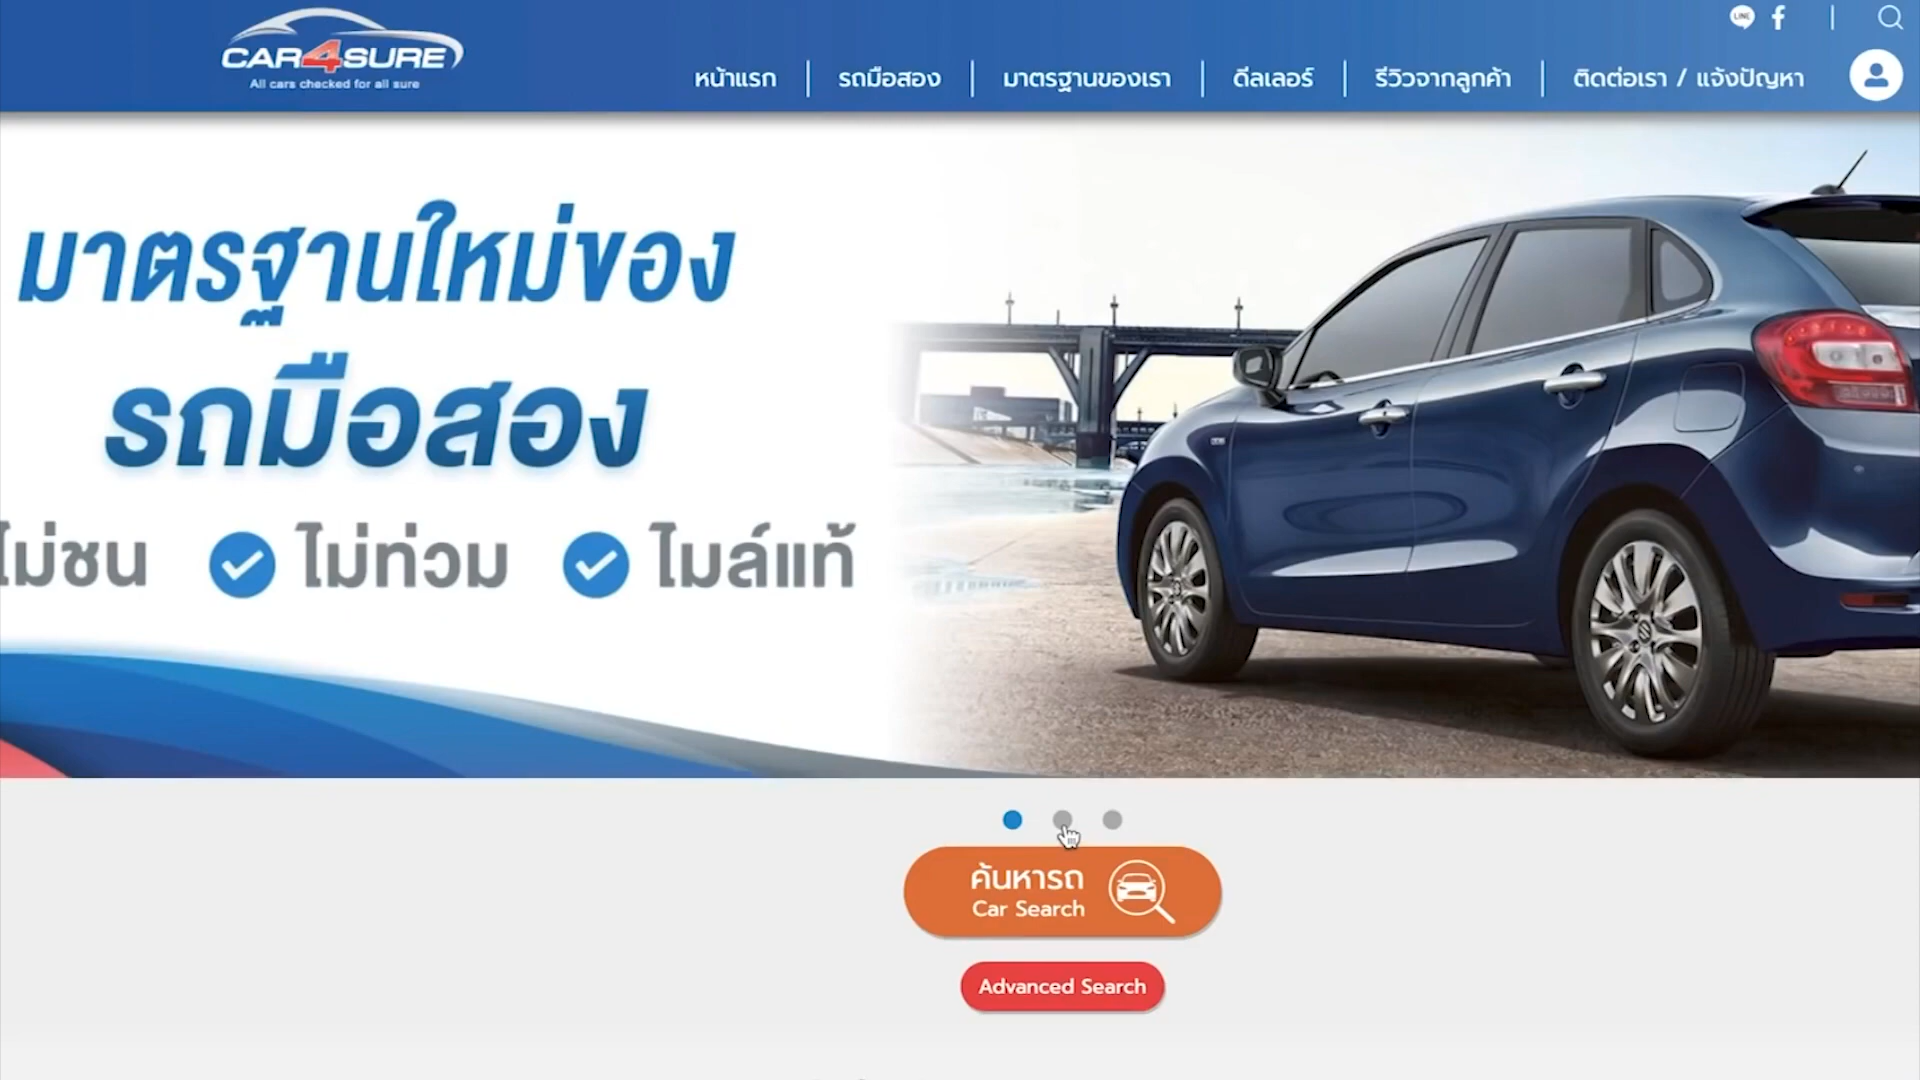 CAR4SURE
All cars checked for all sure
LINE
หน้าแรก
รถมือสอง
มาตรฐานของเรา
ดีลเลอร์
รีวิวจากลูกค้า
ติดต่อเรา / แจ้งปัญหา
มาตรฐานใหม่ของ
รถมือสอง
ไม่ชน ไม่ท่วม ไมล์แท้
ค้นหารถ
Car Search
Advanced Search